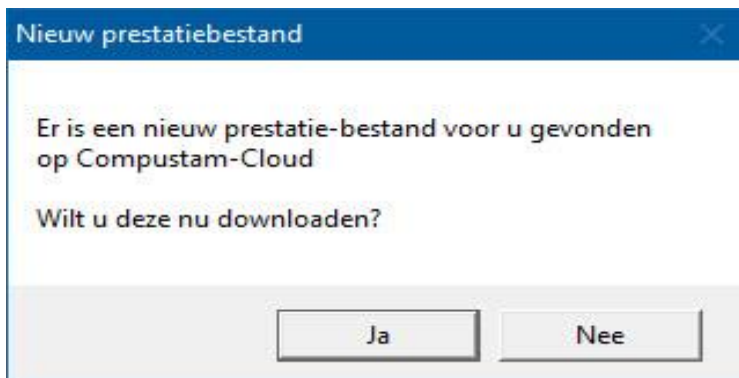 Nieuw prestatiebestand
Er is een nieuw prestatie-bestand voor u gevonden
op Compustam-Cloud
Wilt u deze nu downloaden?
Ja
Nee